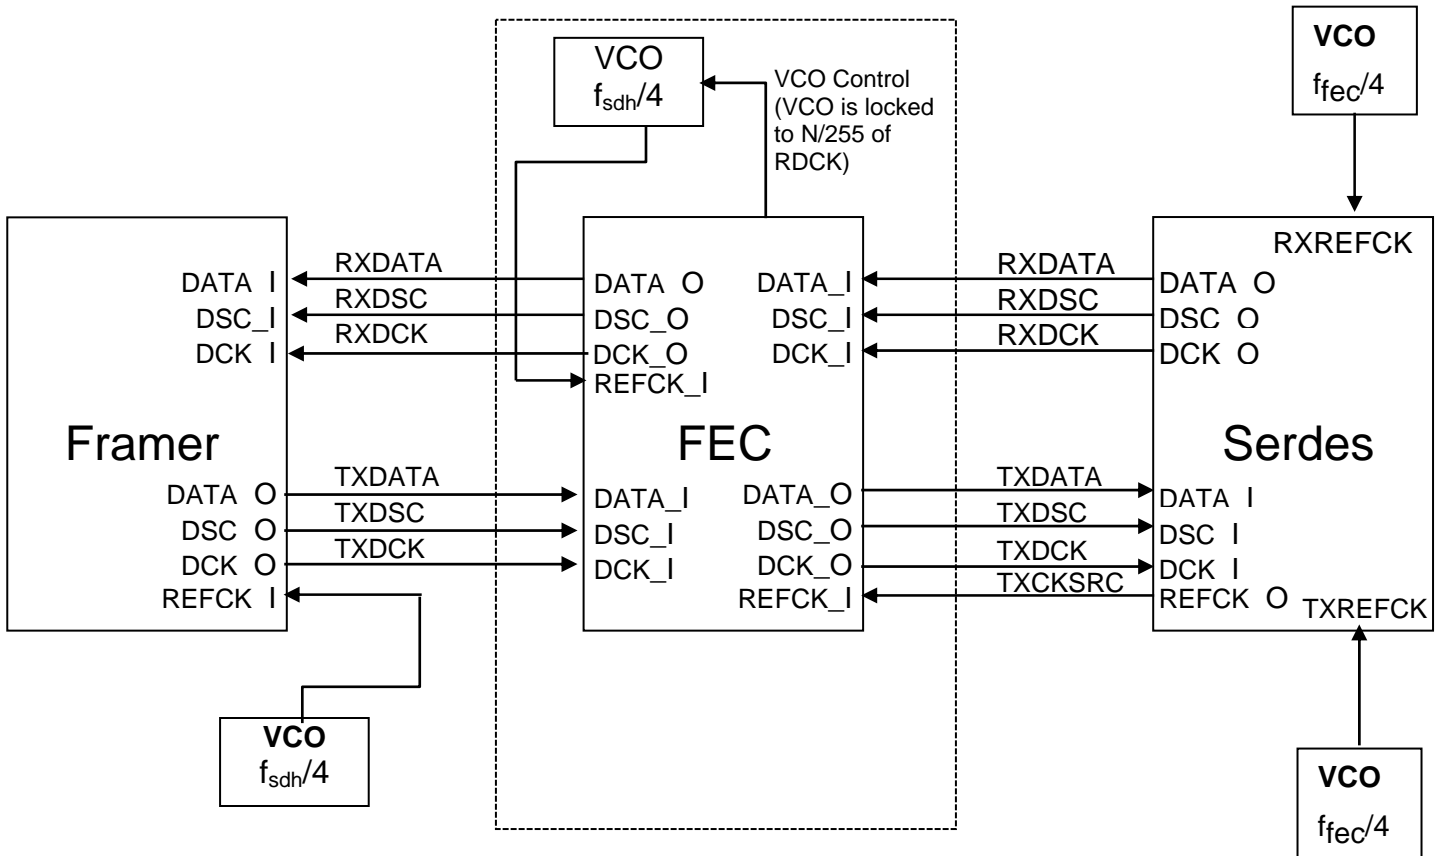 VCO
fsdh/4
VCO Control
(VCO is locked
to N/255 of
RDCK)
VCO
ffec/4
RXREFCK
RXDATA
RXDSC
RXDCK
DATA I
DSC_I
DCK I
DATA O
DSC_O
DCK_O
REFCK_I
DATA_I
DSC_I
DCK_I
RXDATA
RXDSC
RXDCK
DATA O
DSC O
DCK O
Framer
FEC
Serdes
DATA O
DSC O
DCK O
REFCK I
TXDATA
TXDSC
TXDCK
DATA_I
DSC_I
DCK_I
DATA_O
DSC_O
DCK_O
REFCK_I
TXDATA
TXDSC
TXDCK
TXCKSRC
DATA I
DSC I
DCK I
REFCK O
TXREFCK
VCO
fsdh/4
VCO
ffec/4